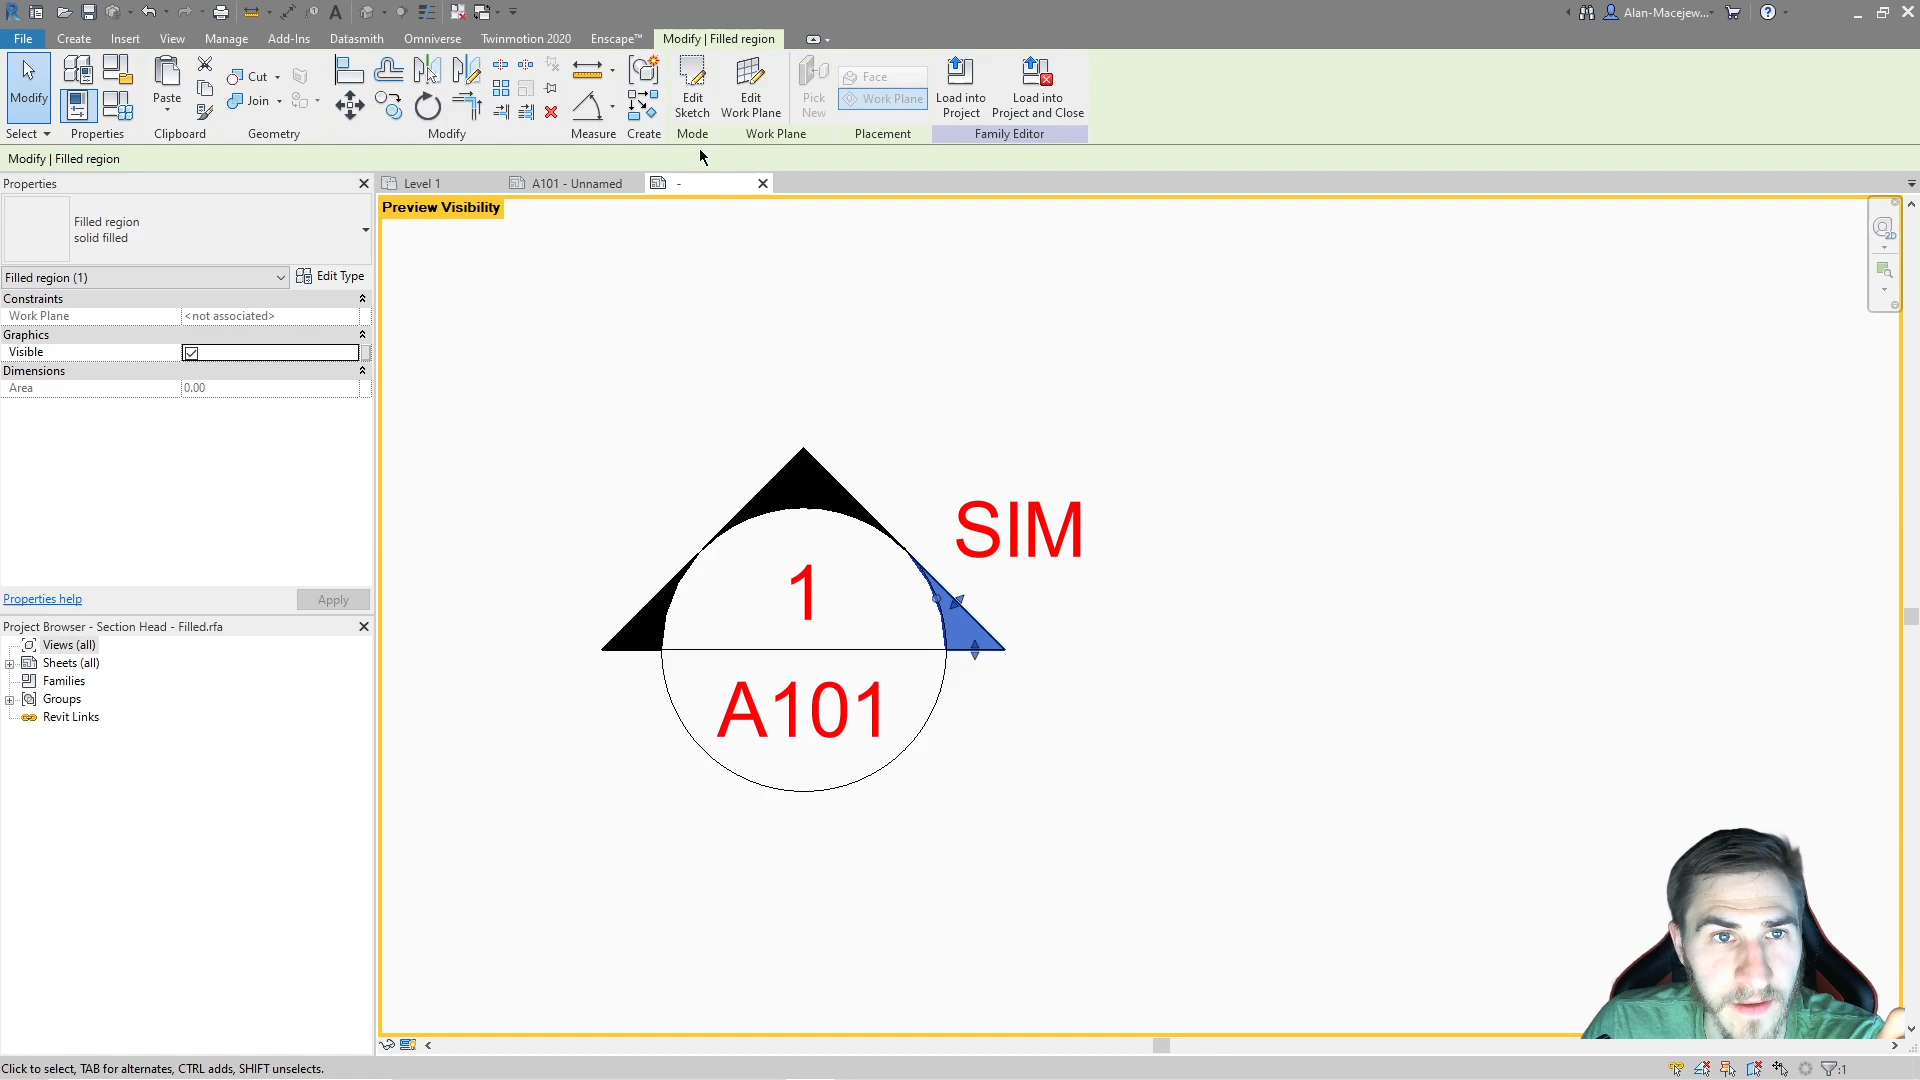 Alan-Macejew...
File
Create
Insert
View
Manage
Add-Ins
Datasmith
Omniverse
Twinmotion 2020
Enscape™
Modify | Filled region
Modify
Paste
Cut
Join
Edit
Sketch
Edit
Work Plane
Pick
New
Face
Work Plane
Load into
Project
Load into
Project and Close
Select
Properties
Clipboard
Geometry
Modify
Measure
Create
Mode
Work Plane
Placement
Family Editor
Modify | Filled region
Properties
Level 1
A101 - Unnamed
-
Preview Visibility
2D
Filled region
solid filled
Filled region (1)
Edit Type
Constraints
Work Plane
<not associated>
Graphics
Visible
Dimensions
Area
0.00
SIM
1
A101
Properties help
Apply
Project Browser - Section Head - Filled.rfa
Views (all)
Sheets (all)
Families
Groups
Revit Links
Click to select, TAB for alternates, CTRL adds, SHIFT unselects.
:1